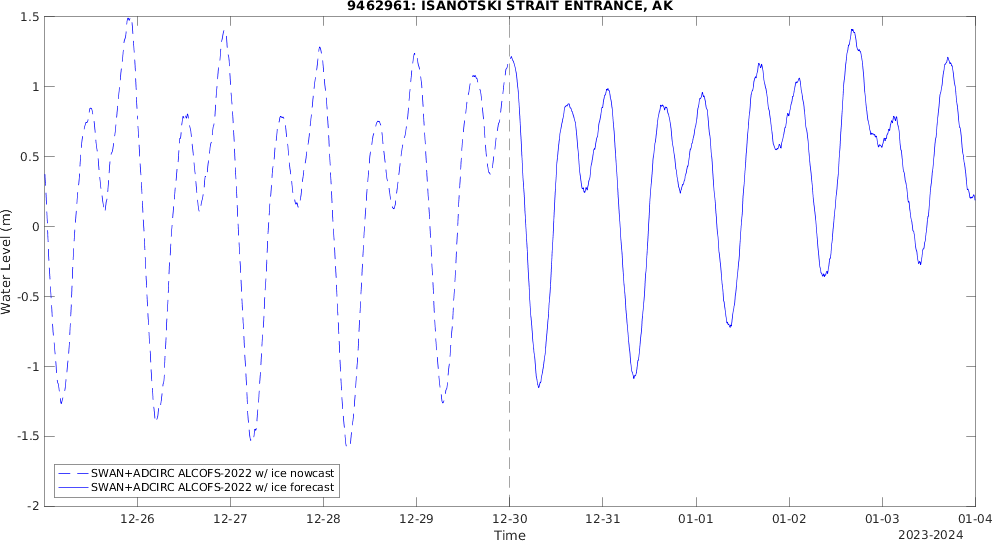 9462961: ISANOTSKI STRAIT ENTRANCE, AK
1.5
1
0.5
0
-0.5
-1
-1.5
-2
Water Level (m)
SWAN+ADCIRC ALCOFS-2022 w/ ice nowcast
SWAN+ADCIRC ALCOFS-2022 w/ ice forecast
12-26 12-27 12-28 12-29 12-30 12-31 01-01 01-02 01-03 01-04
Time
2023-2024